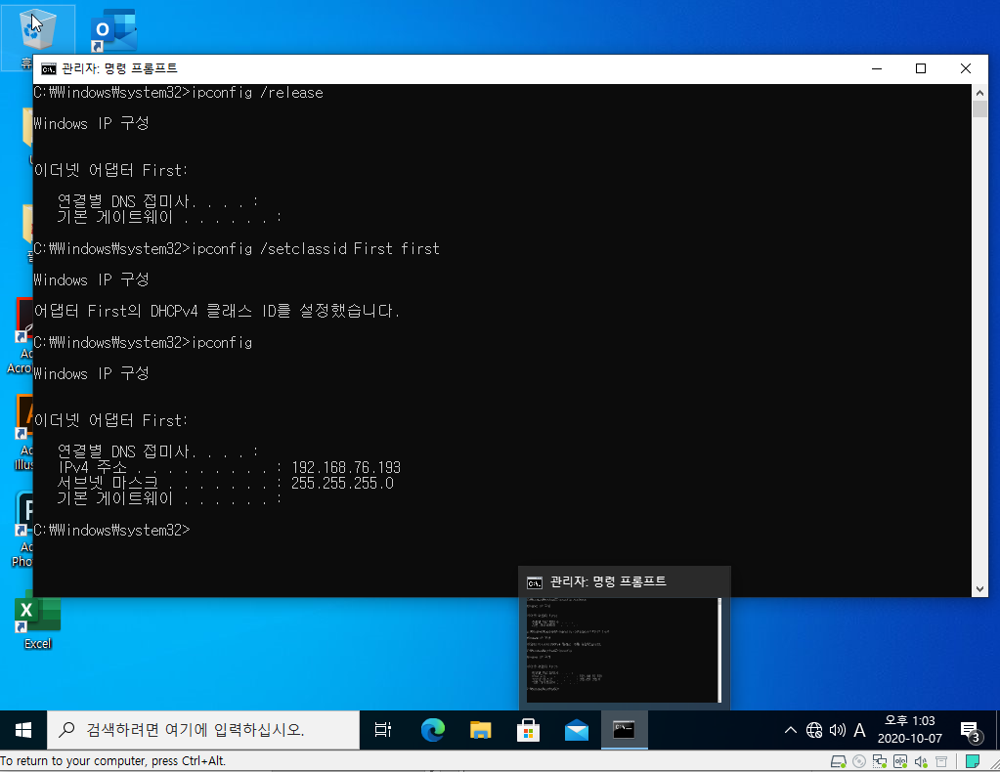 휴
관리자: 명령 프롬프트
C:\Windows\system32>ipconfig /release
Windows IP 구성
이더넷 어댑터 First:
연결별 DNS 접미사. . . . :
기본 게이트웨이 . . . . . . :
C:\Windows\system32>ipconfig /setclassid First first
Windows IP 구성
어댑터 First의 DHCPv4 클래스 ID를 설정했습니다.
C:\Windows\system32>ipconfig
Windows IP 구성
이더넷 어댑터 First:
연결별 DNS 접미사. . . . :
IPv4 주소 . . . . . . . . . : 192.168.76.193
서브넷 마스크 . . . . . . . : 255.255.255.0
기본 게이트웨이 . . . . . . :
C:\Windows\system32>
Ad
Acro
Ad
Illus
Ad
Pho
Excel
관리자: 명령 프롬프트
검색하려면 여기에 입력하십시오.
A
오후 1:03
2020-10-07
3
To return to your computer, press Ctrl+Alt.